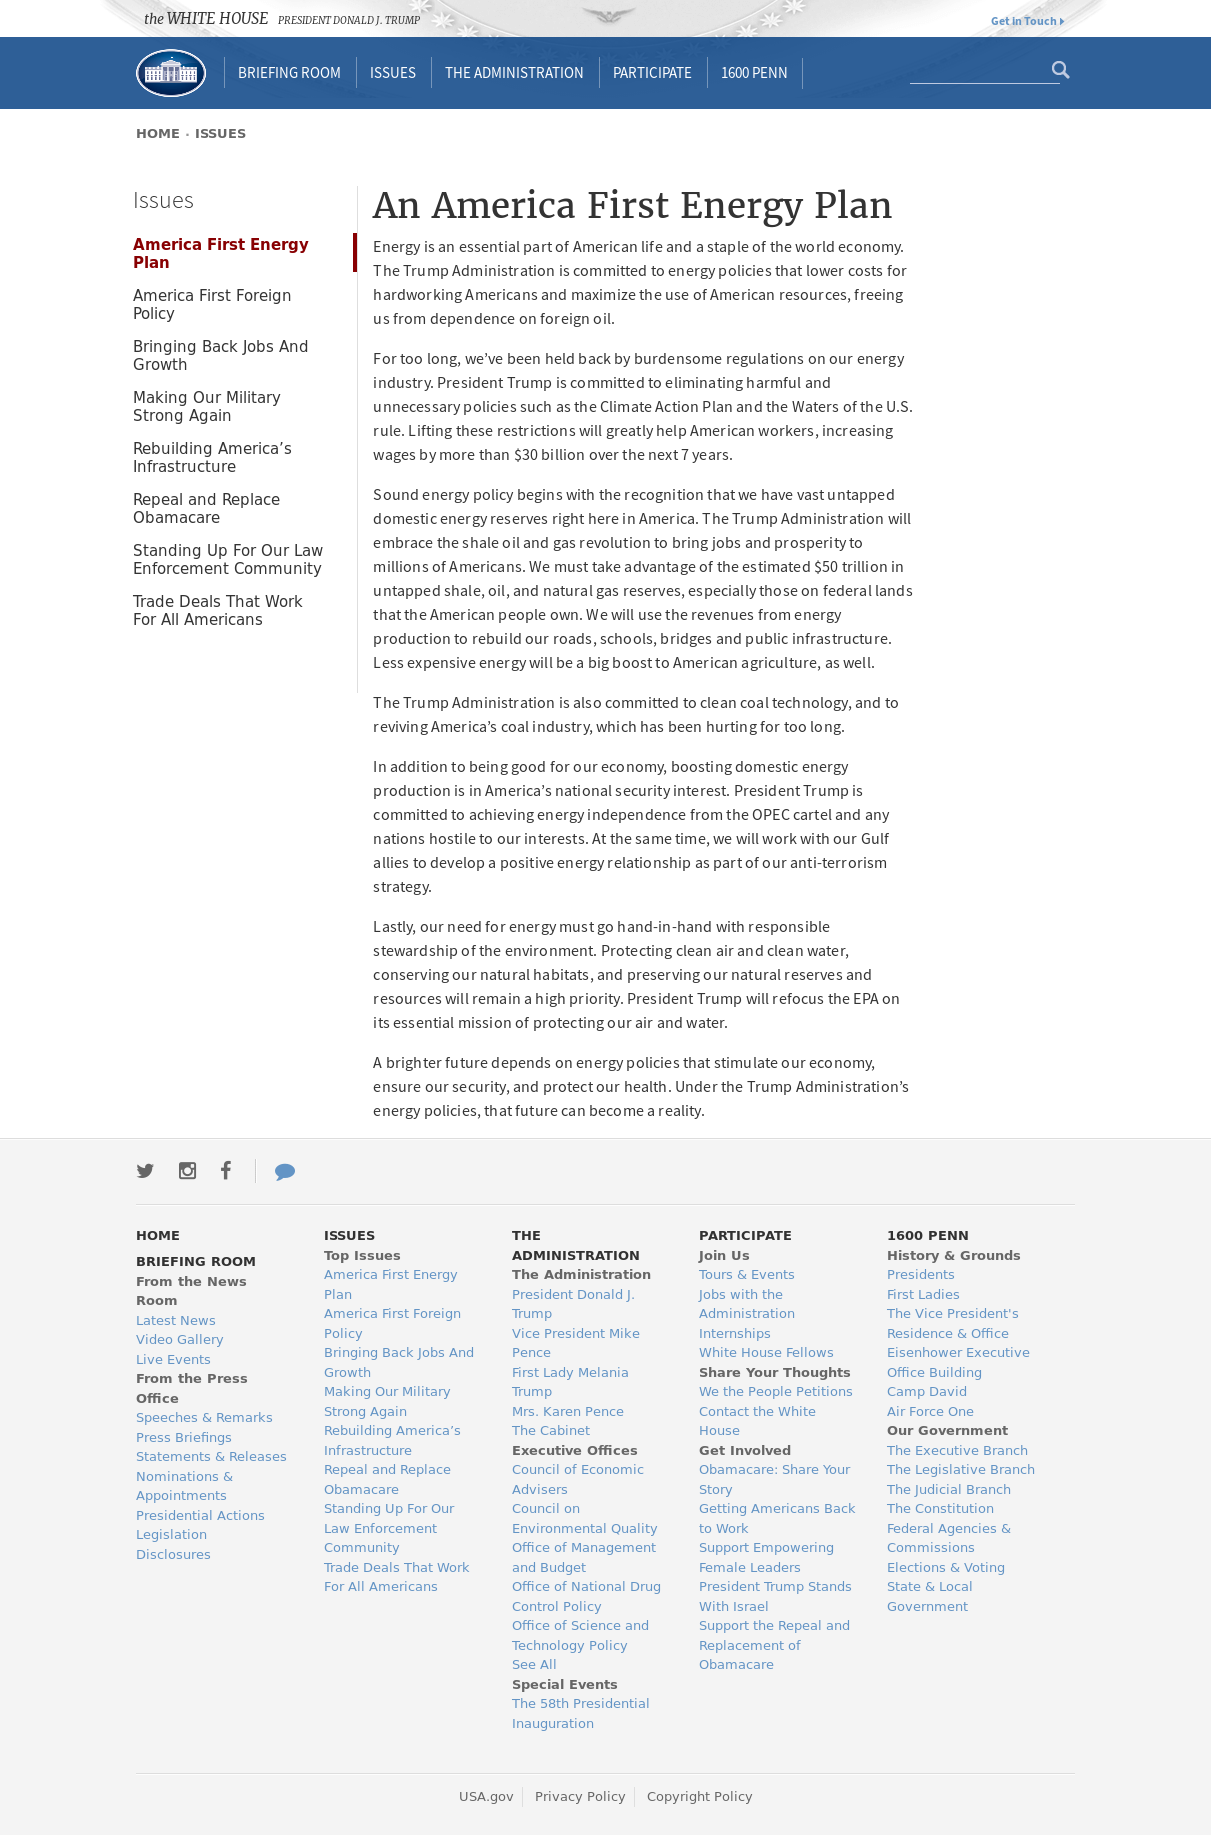 the WHITE HOUSE PRESIDENT DONALD J. TRUMP
Get in Touch
BRIEFING ROOM
ISSUES
THE ADMINISTRATION
PARTICIPATE
1600 PENN
HOME · ISSUES
Issues
America First Energy
Plan
America First Foreign
Policy
Bringing Back Jobs And
Growth
Making Our Military
Strong Again
Rebuilding America’s
Infrastructure
Repeal and Replace
Obamacare
Standing Up For Our Law
Enforcement Community
Trade Deals That Work
For All Americans
An America First Energy Plan
Energy is an essential part of American life and a staple of the world economy.
The Trump Administration is committed to energy policies that lower costs for
hardworking Americans and maximize the use of American resources, freeing
us from dependence on foreign oil.
For too long, we’ve been held back by burdensome regulations on our energy
industry. President Trump is committed to eliminating harmful and
unnecessary policies such as the Climate Action Plan and the Waters of the U.S.
rule. Lifting these restrictions will greatly help American workers, increasing
wages by more than $30 billion over the next 7 years.
Sound energy policy begins with the recognition that we have vast untapped
domestic energy reserves right here in America. The Trump Administration will
embrace the shale oil and gas revolution to bring jobs and prosperity to
millions of Americans. We must take advantage of the estimated $50 trillion in
untapped shale, oil, and natural gas reserves, especially those on federal lands
that the American people own. We will use the revenues from energy
production to rebuild our roads, schools, bridges and public infrastructure.
Less expensive energy will be a big boost to American agriculture, as well.
The Trump Administration is also committed to clean coal technology, and to
reviving America’s coal industry, which has been hurting for too long.
In addition to being good for our economy, boosting domestic energy
production is in America’s national security interest. President Trump is
committed to achieving energy independence from the OPEC cartel and any
nations hostile to our interests. At the same time, we will work with our Gulf
allies to develop a positive energy relationship as part of our anti-terrorism
strategy.
Lastly, our need for energy must go hand-in-hand with responsible
stewardship of the environment. Protecting clean air and clean water,
conserving our natural habitats, and preserving our natural reserves and
resources will remain a high priority. President Trump will refocus the EPA on
its essential mission of protecting our air and water.
A brighter future depends on energy policies that stimulate our economy,
ensure our security, and protect our health. Under the Trump Administration’s
energy policies, that future can become a reality.
HOME
BRIEFING ROOM
From the News
Room
Latest News
Video Gallery
Live Events
From the Press
Office
Speeches & Remarks
Press Briefings
Statements & Releases
Nominations &
Appointments
Presidential Actions
Legislation
Disclosures
ISSUES
Top Issues
America First Energy
Plan
America First Foreign
Policy
Bringing Back Jobs And
Growth
Making Our Military
Strong Again
Rebuilding America’s
Infrastructure
Repeal and Replace
Obamacare
Standing Up For Our
Law Enforcement
Community
Trade Deals That Work
For All Americans
THE
ADMINISTRATION
The Administration
President Donald J.
Trump
Vice President Mike
Pence
First Lady Melania
Trump
Mrs. Karen Pence
The Cabinet
Executive Offices
Council of Economic
Advisers
Council on
Environmental Quality
Office of Management
and Budget
Office of National Drug
Control Policy
Office of Science and
Technology Policy
See All
Special Events
The 58th Presidential
Inauguration
PARTICIPATE
Join Us
Tours & Events
Jobs with the
Administration
Internships
White House Fellows
Share Your Thoughts
We the People Petitions
Contact the White
House
Get Involved
Obamacare: Share Your
Story
Getting Americans Back
to Work
Support Empowering
Female Leaders
President Trump Stands
With Israel
Support the Repeal and
Replacement of
Obamacare
1600 PENN
History & Grounds
Presidents
First Ladies
The Vice President's
Residence & Office
Eisenhower Executive
Office Building
Camp David
Air Force One
Our Government
The Executive Branch
The Legislative Branch
The Judicial Branch
The Constitution
Federal Agencies &
Commissions
Elections & Voting
State & Local
Government
USA.gov
Privacy Policy
Copyright Policy